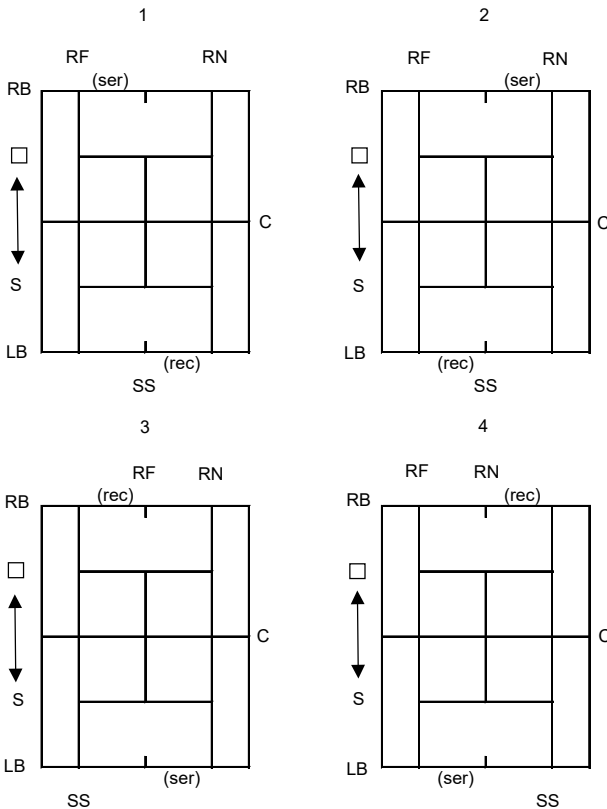 1 2
RF RN RF RN
(ser) (ser)
RB RB
C C
S S
LB LB
(rec) (rec)
SS SS
3 4
RF RN RF RN
(rec) (rec)
RB RB
C C
S S
LB LB
(ser) (ser)
SS SS